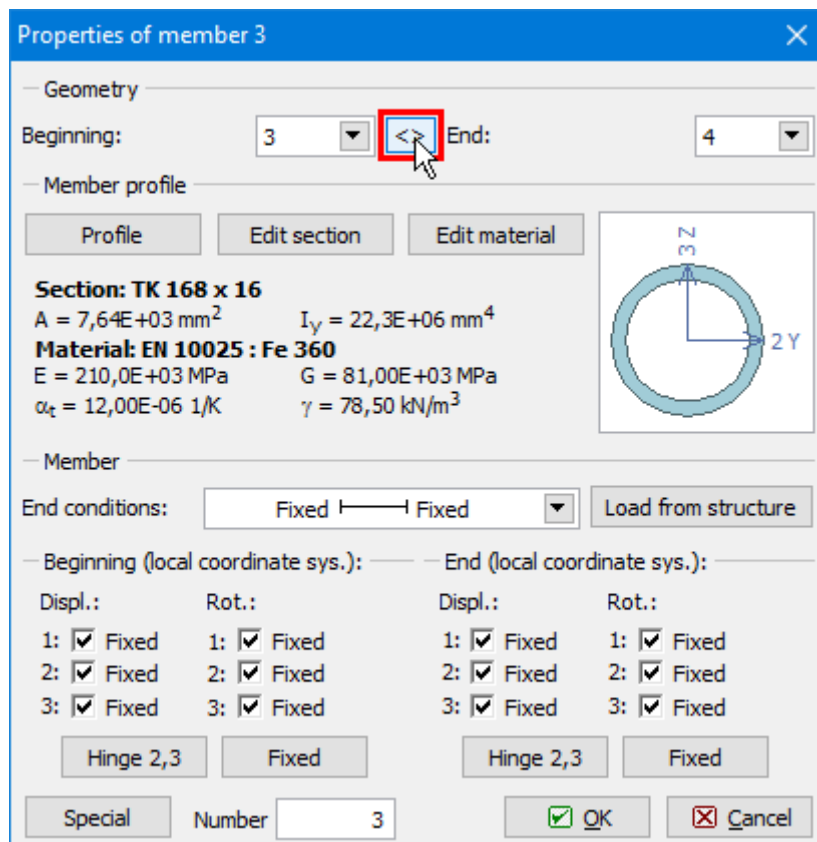 Properties of member 3
Geometry
Beginning: 3 <> End: 4
Member profile
Profile Edit section Edit material
3 Z
2 Y
Section: TK 168 x 16
A = 7,64E+03 mm² I_y = 22,3E+06 mm⁴
Material: EN 10025 : Fe 360
E = 210,0E+03 MPa G = 81,00E+03 MPa
α_t = 12,00E-06 1/K γ = 78,50 kN/m³
Member
End conditions: Fixed Fixed Load from structure
Beginning (local coordinate sys.): End (local coordinate sys.):
Displ.: Rot.: Displ.: Rot.:
1: Fixed 1: Fixed 1: Fixed 1: Fixed
2: Fixed 2: Fixed 2: Fixed 2: Fixed
3: Fixed 3: Fixed 3: Fixed 3: Fixed
Hinge 2,3 Fixed Hinge 2,3 Fixed
Special Number 3 OK Cancel